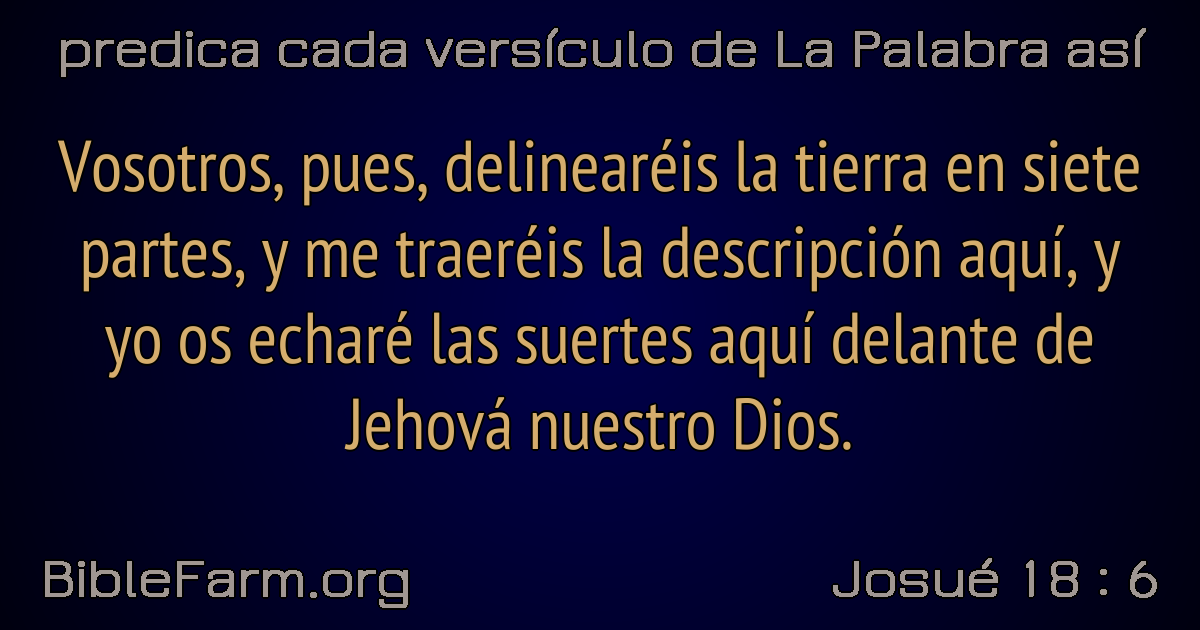 predica cada versículo de La Palabra así
Vosotros, pues, delinearéis la tierra en siete
partes, y me traeréis la descripción aquí, y
yo os echaré las suertes aquí delante de
Jehová nuestro Dios.
BibleFarm.org
Josué 18 : 6